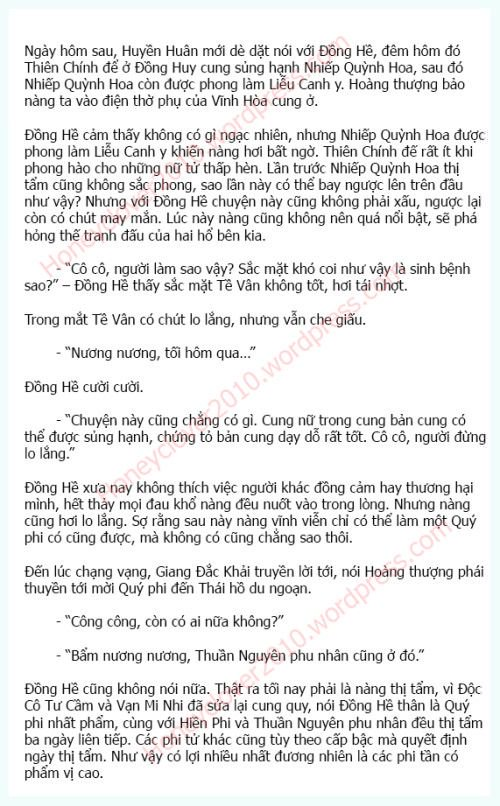 Ngày hôm sau, Huyền Huân mới dè dặt nói với Đồng Hề, đêm hôm đó
Thiên Chính đế ở Đồng Huy cung sủng hạnh Nhiếp Quỳnh Hoa, sau đó
Nhiếp Quỳnh Hoa còn được phong làm Liễu Canh y. Hoàng thượng bảo
nàng ta vào điện thờ phụ của Vĩnh Hòa cung ở.
Đồng Hề cảm thấy không có gì ngạc nhiên, nhưng Nhiếp Quỳnh Hoa được
phong làm Liễu Canh y khiến nàng hơi bất ngờ. Thiên Chính đế rất ít khi
phong hào cho những nữ tử thấp hèn. Lần trước Nhiếp Quỳnh Hoa thị
tẩm cũng không sắc phong, sao lần này có thể bay ngược lên trên đầu
như vậy? Nhưng với Đồng Hề chuyện này cũng không phải xấu, ngược lại
còn có chút may mắn. Lúc này nàng cũng không nên quá nổi bật, sẽ phá
hỏng thế tranh đấu của hai hổ bên kia.
- “Cô cô, người làm sao vậy? Sắc mặt khó coi như vậy là sinh bệnh
sao?” – Đồng Hề thấy sắc mặt Tề Vân không tốt, hơi tái nhợt.
Trong mắt Tề Vân có chút lo lắng, nhưng vẫn che giấu.
- “Nương nương, tối hôm qua...”
Đồng Hề cười cười.
- “Chuyện này cũng chẳng có gì. Cung nữ trong cung bản cung có
thể được sủng hạnh, chứng tỏ bản cung dạy dỗ rất tốt. Cô cô, người đừng
lo lắng.”
Đồng Hề xưa nay không thích việc người khác đồng cảm hay thương hại
mình, hết thảy mọi đau khổ nàng đều nuốt vào trong lòng. Nhưng nàng
cũng hơi lo lắng. Sợ rằng sau này nàng vĩnh viễn chỉ có thể làm một Quý
phi có cũng được, mà không có cũng chẳng sao thôi.
Đến lúc chạng vạng, Giang Đắc Khải truyền lời tới, nói Hoàng thượng phái
thuyền tới mời Quý phi đến Thái hồ du ngoạn.
- “Công công, còn có ai nữa không?”
- “Bẩm nương nương, Thuần Nguyên phu nhân cũng ở đó.”
Đồng Hề cũng không nói nữa. Thật ra tối nay phải là nàng thị tẩm, vì Độc
Cô Tư Cầm và Vạn Mi Nhi đã sửa lại cung quy, nói Đồng Hề thân là Quý
phi nhất phẩm, cùng với Hiền Phi và Thuần Nguyên phu nhân đều thị tẩm
ba ngày liên tiếp. Các phi tử khác cũng tùy theo cấp bậc mà quyết định
ngày thị tẩm. Như vậy có lợi nhiều nhất đương nhiên là các phi tần có
phẩm vị cao.
Honeyclover2010.wordpress.com
Honeyclover2010.wordpress.com
Honeyclover2010.wordpress.com